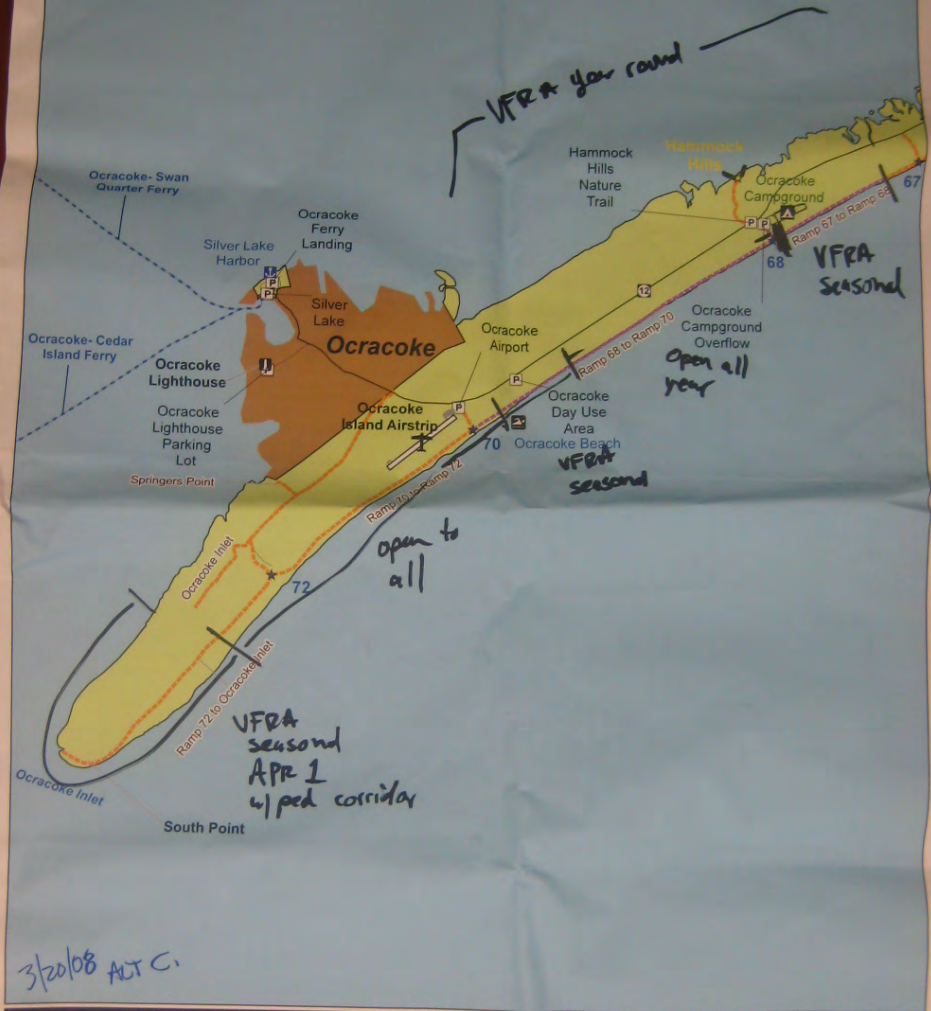 VFRA year round
Hammock
Hills
Nature
Trail
Hammock
Hills
Ocracoke
Campground
67
Ramp 67 to Ramp 68
68
VFRA
seasonal
Ocracoke- Swan
Quarter Ferry
Ocracoke
Ferry
Landing
Silver Lake
Harbor
P
P
Silver
Lake
P
P
12
Ramp 68 to Ramp 70
Ocracoke
Campground
Overflow
Open all
year
Ocracoke- Cedar
Island Ferry
Ocracoke
Ocracoke
Airport
Ocracoke
Lighthouse
Ocracoke
Lighthouse
Parking
Lot
Ocracoke
Island Airstrip
P
P
Ocracoke
Day Use
Area
70
Ocracoke Beach
VFRA
seasonal
Springers Point
Ramp 70 to Ramp 72
open to
all
Ocracoke Inlet
72
Ramp 72 to Ocracoke Inlet
VFRA
seasonal
APR 1
w/ ped corridor
Ocracoke Inlet
South Point
3/20/08 ALT C.